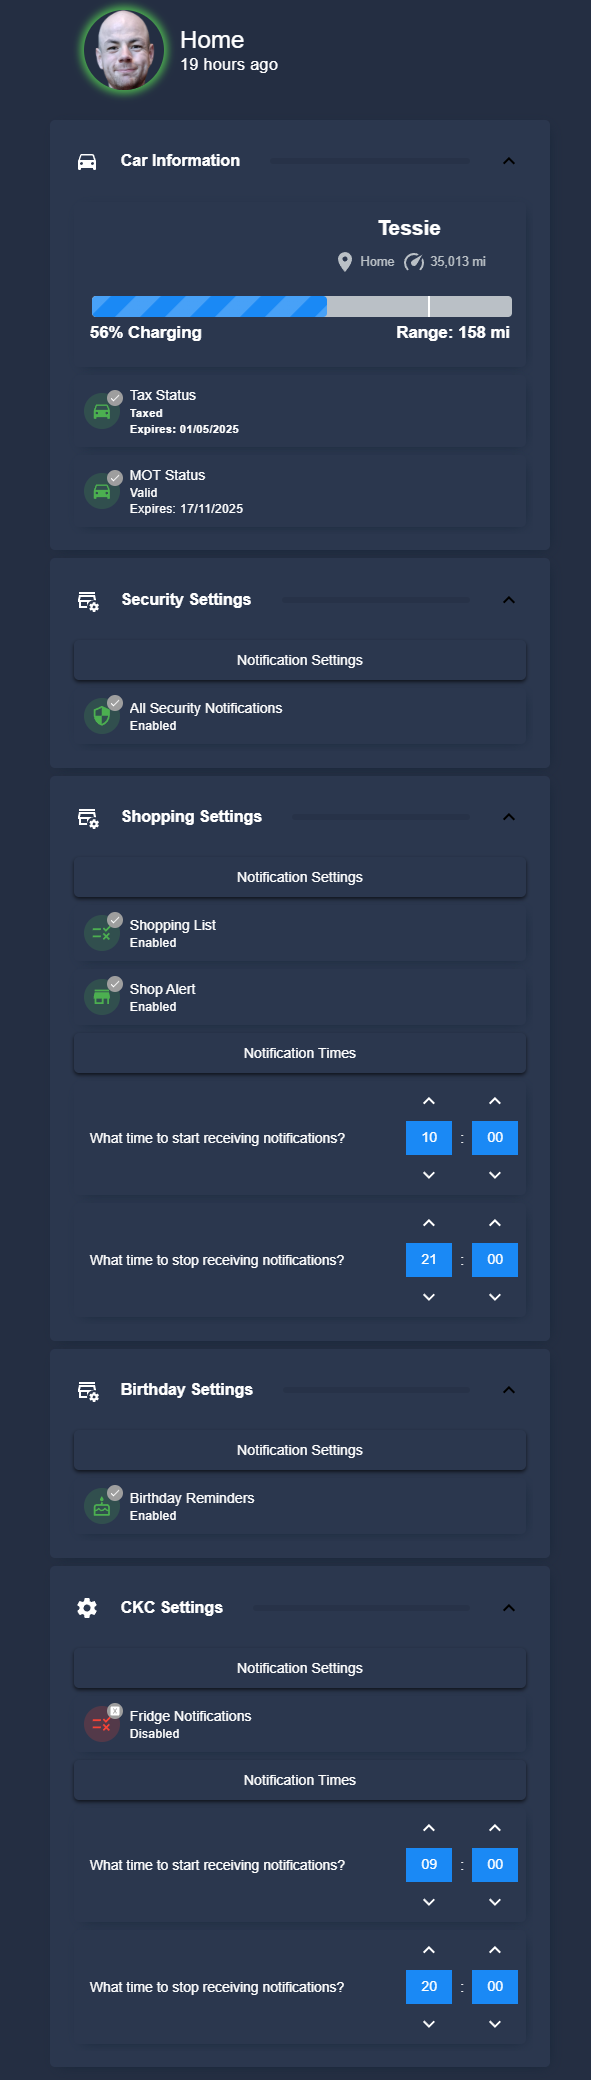 Home
19 hours ago
Car Information
Tessie
Home 35,013 mi
56% Charging Range: 158 mi
Tax Status
Taxed
Expires: 01/05/2025
MOT Status
Valid
Expires: 17/11/2025
Security Settings
Notification Settings
All Security Notifications
Enabled
Shopping Settings
Notification Settings
Shopping List
Enabled
Shop Alert
Enabled
Notification Times
What time to start receiving notifications? 10 : 00
What time to stop receiving notifications? 21 : 00
Birthday Settings
Notification Settings
Birthday Reminders
Enabled
CKC Settings
Notification Settings
Fridge Notifications
Disabled
Notification Times
What time to start receiving notifications? 09 : 00
What time to stop receiving notifications? 20 : 00